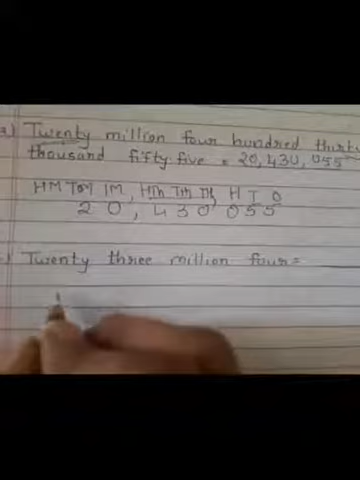 a) Twenty million four hundred thirty
thousand fifty five = 20,430,055
HM TM 1M, HTh TTh Th, H T O
2 0, 4 3 0 0 5 5
) Twenty three million four =